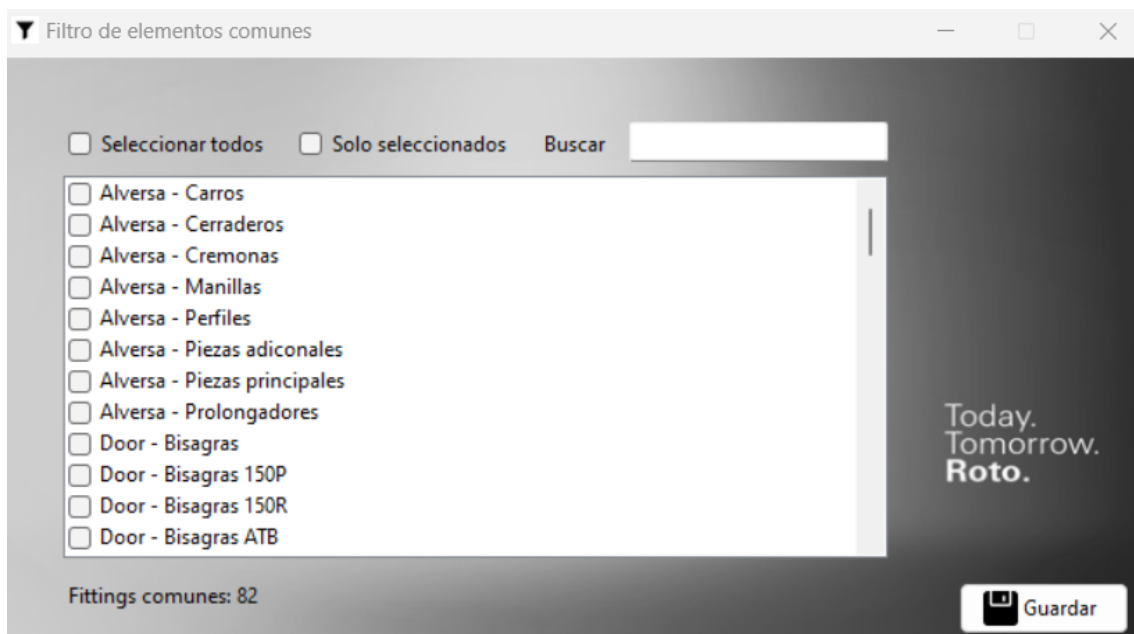 Filtro de elementos comunes
Seleccionar todos Solo seleccionados Buscar
Alversa - Carros
Alversa - Cerraderos
Alversa - Cremonas
Alversa - Manillas
Alversa - Perfiles
Alversa - Piezas adiconales
Alversa - Piezas principales
Alversa - Prolongadores
Door - Bisagras
Door - Bisagras 150P
Door - Bisagras 150R
Door - Bisagras ATB
Today.
Tomorrow.
Roto.
Fittings comunes: 82
Guardar